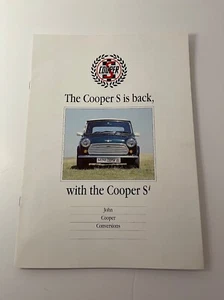 COOPER
The Cooper S is back,
with the Cooper Sⁱ
John
Cooper
Conversions